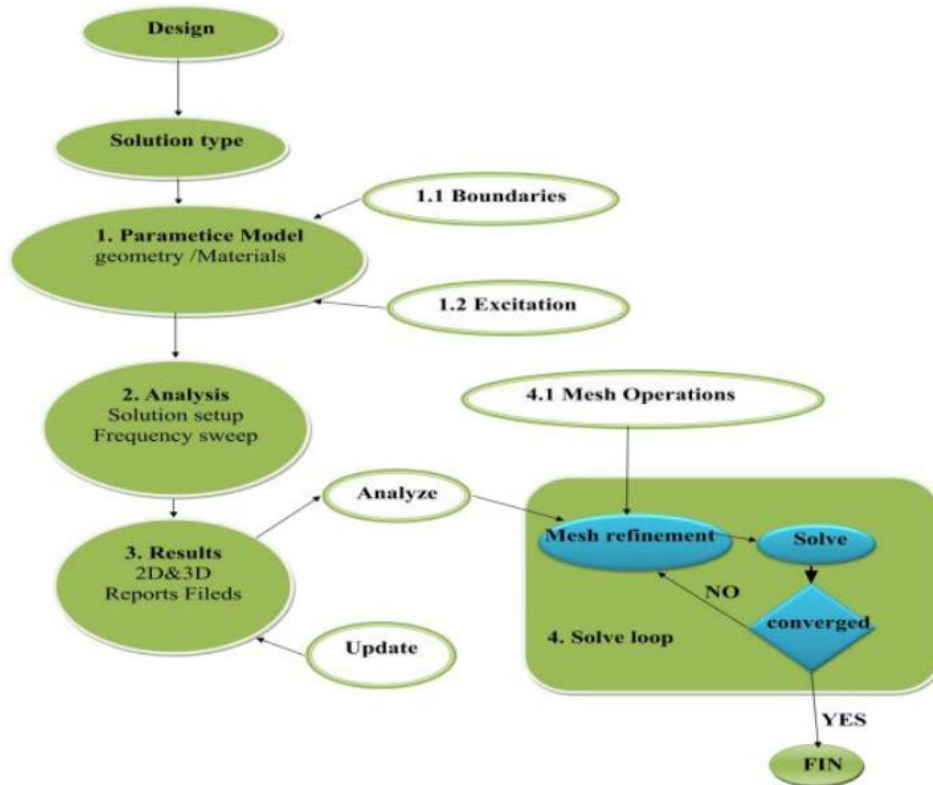 Design
Solution type
1.1 Boundaries
1. Parametice Model
geometry /Materials
1.2 Excitation
2. Analysis
Solution setup
Frequency sweep
4.1 Mesh Operations
Analyze
3. Results
2D&3D
Reports Fileds
Update
Mesh refinement
Solve
NO
converged
4. Solve loop
YES
FIN